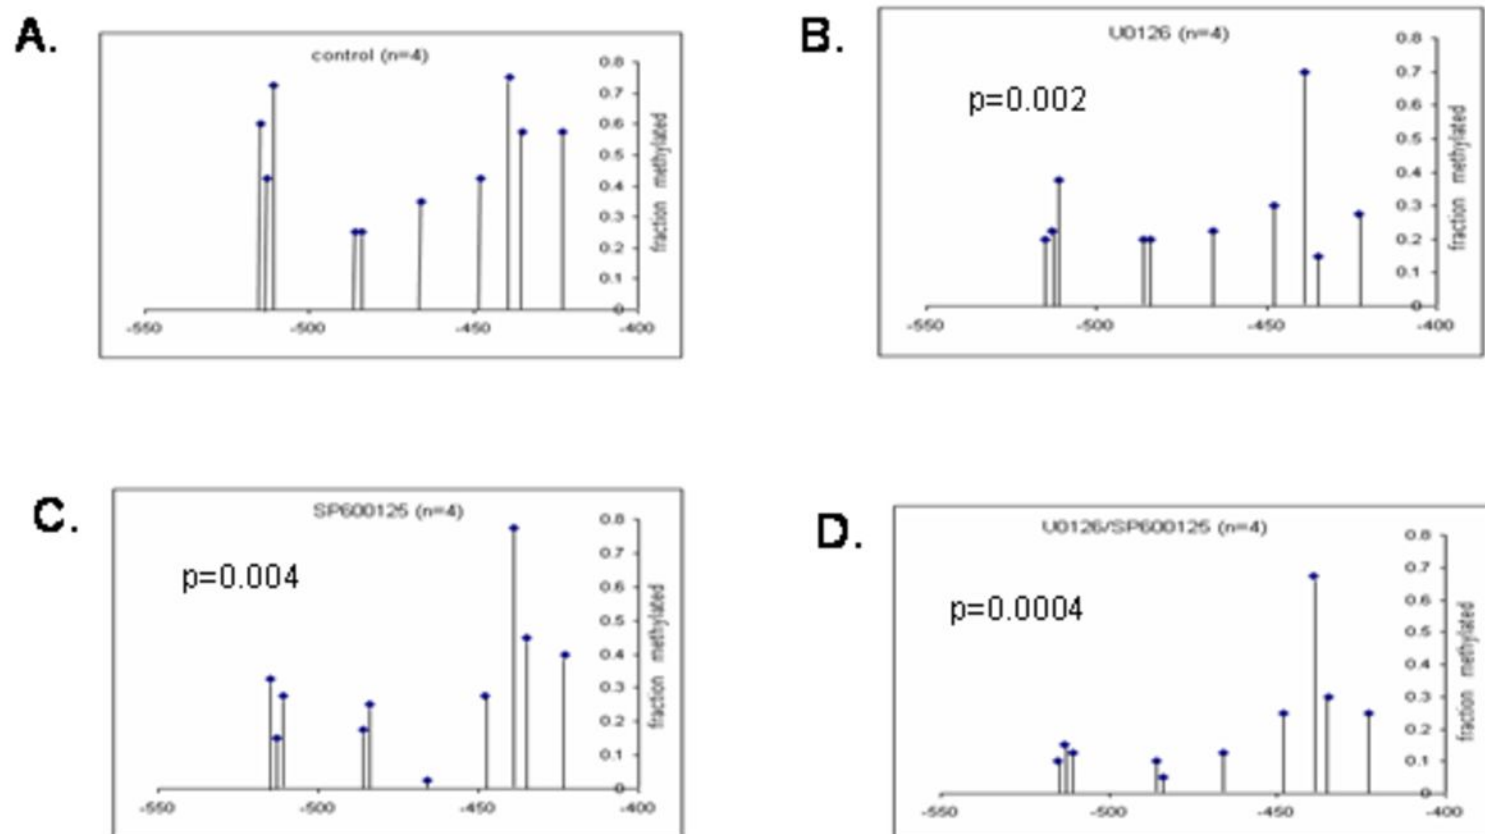 A.
control (n=4)
0.8
0.7
0.6
0.5
0.4
0.3
0.2
0.1
0
fraction methylated
-550 -500 -450 -400
B.
U0126 (n=4)
p=0.002
0.8
0.7
0.6
0.5
0.4
0.3
0.2
0.1
0
fraction methylated
-550 -500 -450 -400
C.
SP600125 (n=4)
p=0.004
0.8
0.7
0.6
0.5
0.4
0.3
0.2
0.1
0
fraction methylated
-550 -500 -450 -400
D.
U0126/SP600125 (n=4)
p=0.0004
0.8
0.7
0.6
0.5
0.4
0.3
0.2
0.1
0
fraction methylated
-550 -500 -450 -400